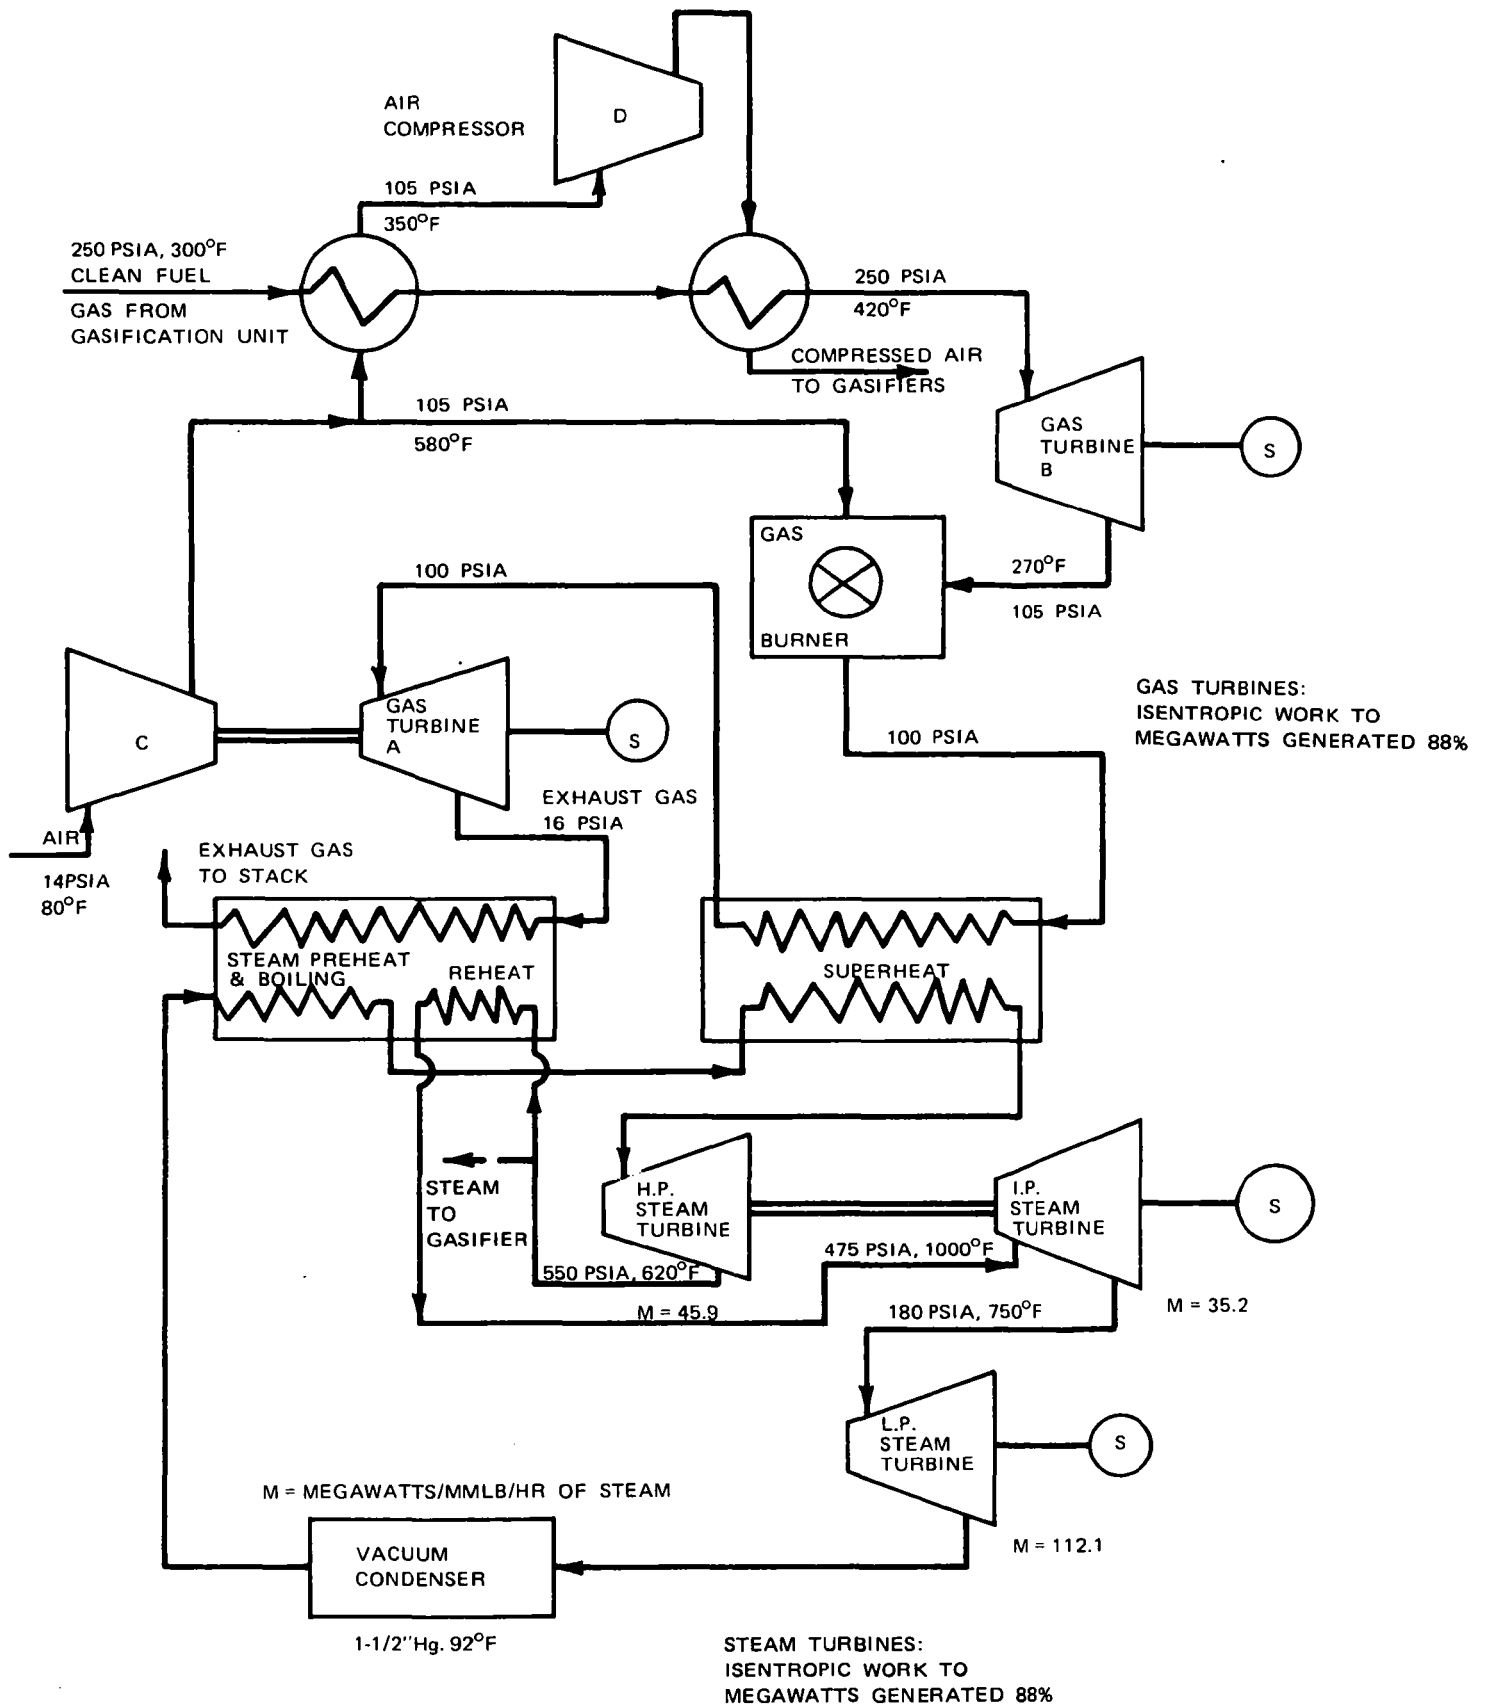 AIR
COMPRESSOR
D
105 PSIA
350°F
250 PSIA, 300°F
CLEAN FUEL
GAS FROM
GASIFICATION UNIT
250 PSIA
420°F
COMPRESSED AIR
TO GASIFIERS
105 PSIA
580°F
GAS
TURBINE
B
S
GAS
BURNER
270°F
105 PSIA
100 PSIA
GAS TURBINES:
ISENTROPIC WORK TO
MEGAWATTS GENERATED 88%
C
GAS
TURBINE
A
S
100 PSIA
EXHAUST GAS
16 PSIA
AIR
14PSIA
80°F
EXHAUST GAS
TO STACK
STEAM PREHEAT
& BOILING
REHEAT
SUPERHEAT
STEAM
TO
GASIFIER
H.P.
STEAM
TURBINE
I.P.
STEAM
TURBINE
S
475 PSIA, 1000°F
550 PSIA, 620°F
M = 45.9
180 PSIA, 750°F
M = 35.2
L.P.
STEAM
TURBINE
S
M = MEGAWATTS/MMLB/HR OF STEAM
M = 112.1
VACUUM
CONDENSER
1-1/2"Hg. 92°F
STEAM TURBINES:
ISENTROPIC WORK TO
MEGAWATTS GENERATED 88%